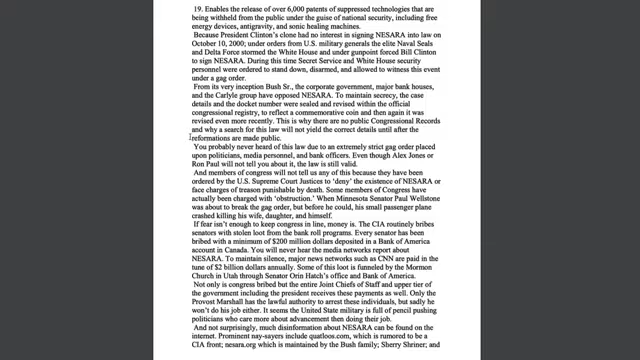 19. Enables the release of over 6,000 patents of suppressed technologies that are
being withheld from the public under the guise of national security, including free
energy devices, antigravity, and sonic healing machines.
Because President Clinton's clone had no interest in signing NESARA into law on
October 10, 2000; under orders from U.S. military generals the elite Naval Seals
and Delta Force stormed the White House and under gunpoint forced Bill Clinton
to sign NESARA. During this time Secret Service and White House security
personnel were ordered to stand down, disarmed, and allowed to witness this event
under a gag order.
From its very inception Bush Sr., the corporate government, major bank houses,
and the Carlyle group have opposed NESARA. To maintain secrecy, the case
details and the docket number were sealed and revised within the official
congressional registry, to reflect a commemorative coin and then again it was
revised even more recently. This is why there are no public Congressional Records
and why a search for this law will not yield the correct details until after the
reformations are made public.
You probably never heard of this law due to an extremely strict gag order placed
upon politicians, media personnel, and bank officers. Even though Alex Jones or
Ron Paul will not tell you about it, the law is still valid.
And members of congress will not tell us any of this because they have been
ordered by the U.S. Supreme Court Justices to 'deny' the existence of NESARA or
face charges of treason punishable by death. Some members of Congress have
actually been charged with 'obstruction.' When Minnesota Senator Paul Wellstone
was about to break the gag order, but before he could, his small passenger plane
crashed killing his wife, daughter, and himself.
If fear isn't enough to keep congress in line, money is. The CIA routinely bribes
senators with stolen loot from the bank roll programs. Every senator has been
bribed with a minimum of $200 million dollars deposited in a Bank of America
account in Canada. You will never hear the media networks report about
NESARA. To maintain silence, major news networks such as CNN are paid in the
tune of $2 billion dollars annually. Some of this loot is funneled by the Mormon
Church in Utah through Senator Orin Hatch's office and Bank of America.
Not only is congress bribed but the entire Joint Chiefs of Staff and upper tier of
the government including the president receives these payments as well. Only the
Provost Marshall has the lawful authority to arrest these individuals, but sadly he
won't do his job either. It seems the United State military is full of pencil pushing
politicians who care more about advancement then doing their job.
And not surprisingly, much disinformation about NESARA can be found on the
internet. Prominent nay-sayers include quatloos.com, which is rumored to be a
CIA front; nesara.org which is maintained by the Bush family; Sherry Shriner; and